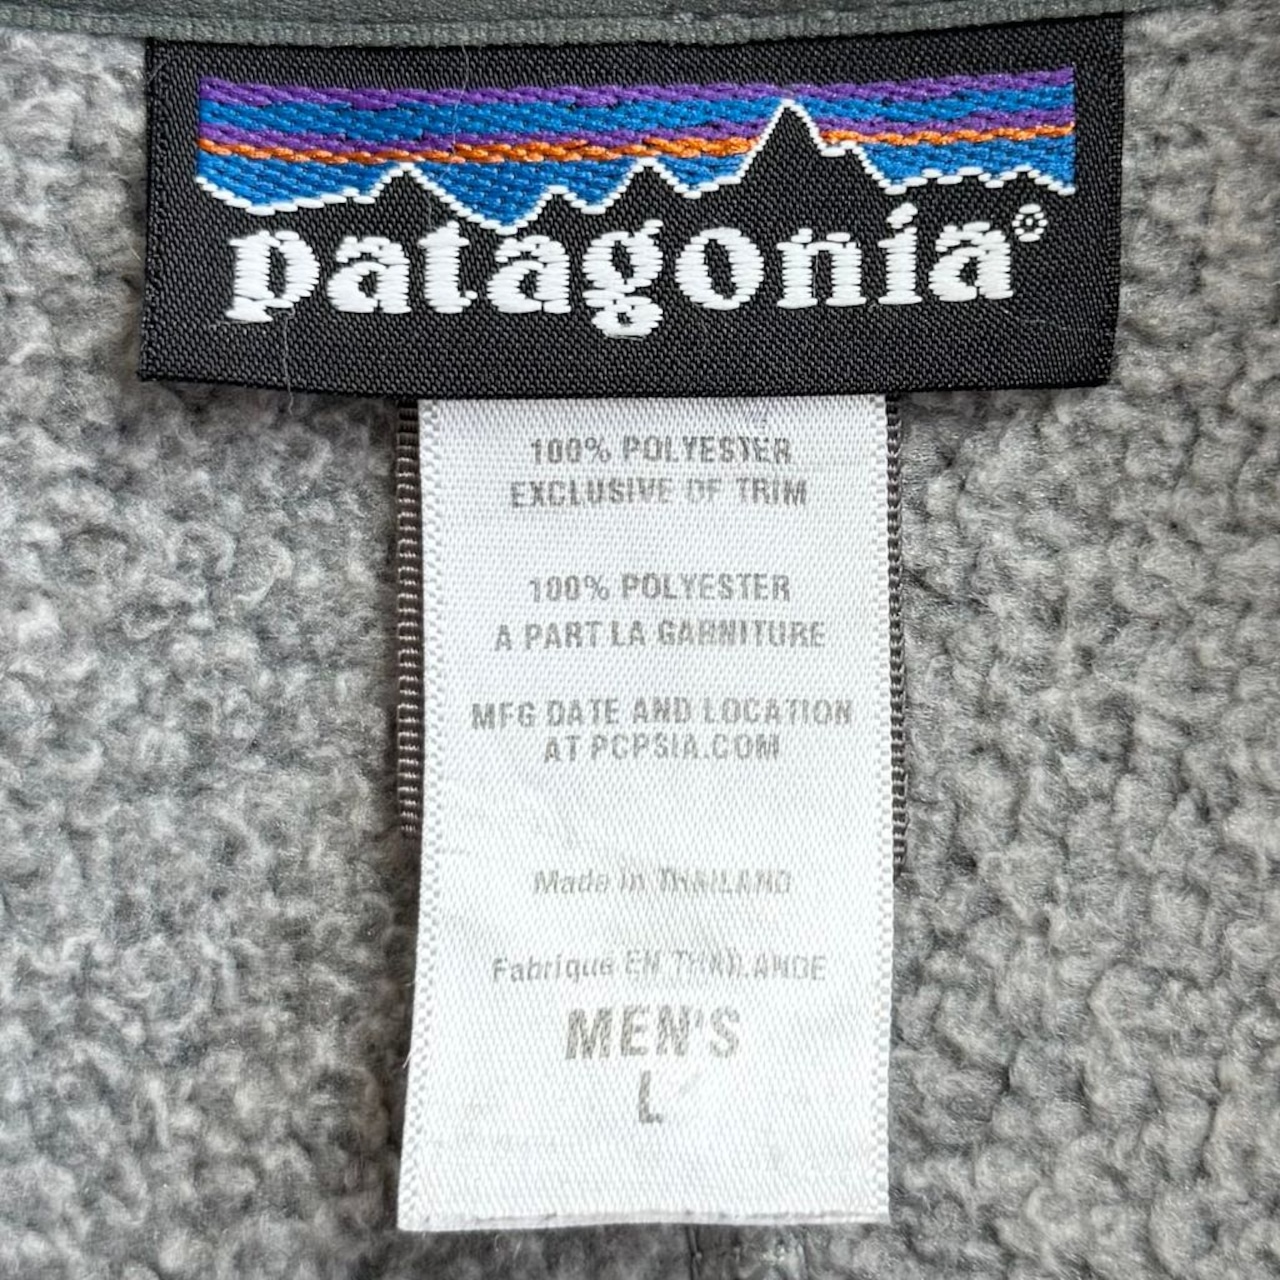 patagonia®
100% POLYESTER
EXCLUSIVE OF TRIM
100% POLYESTER
A PART LA GARNITURE
MFG DATE AND LOCATION
AT PCPSIA.COM
Made in THAILAND
Fabriqué EN THAILANDE
MEN'S
L